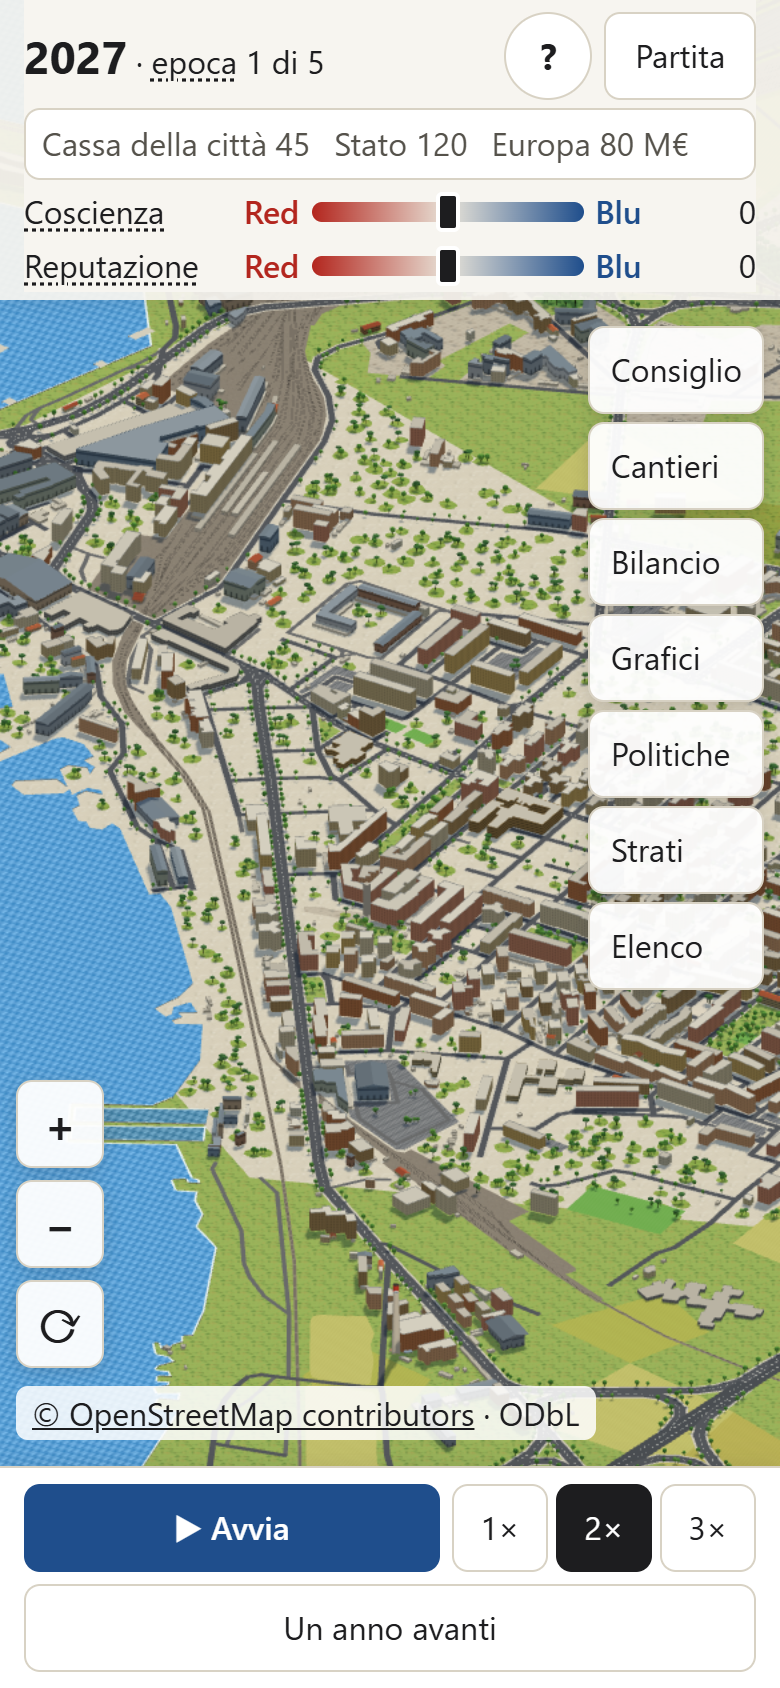 2027 · epoca 1 di 5
?
Partita
Cassa della città 45 Stato 120 Europa 80 M€
Coscienza Red Blu 0
Reputazione Red Blu 0
Consiglio
Cantieri
Bilancio
Grafici
Politiche
Strati
Elenco
+
−
© OpenStreetMap contributors · ODbL
▶ Avvia 1× 2× 3×
Un anno avanti